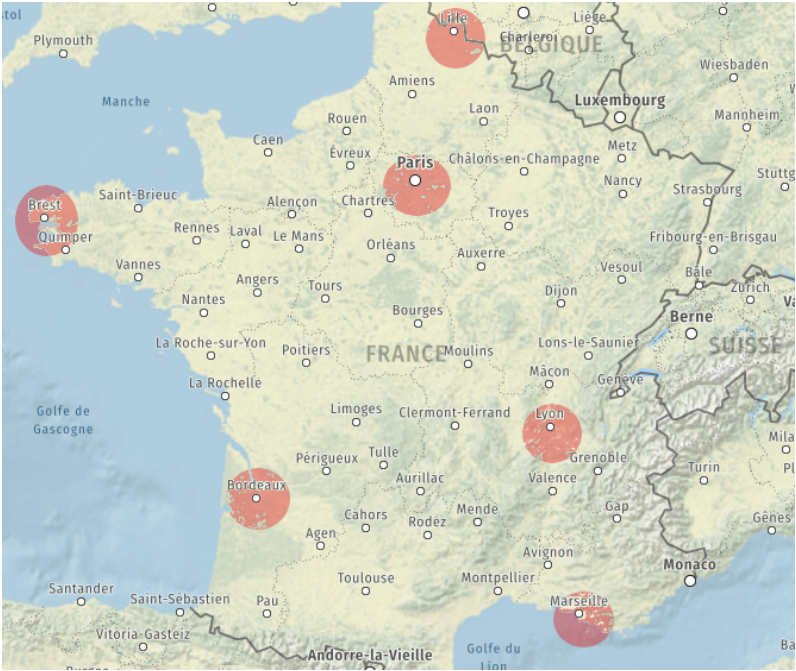 stol
Plymouth
Lille
Liège
Charleroi
BELGIQUE
Wiesbaden
Amiens
Manche
Luxembourg
Laon
Rouen
Mannheim
Caen
Évreux
Metz
Paris
Châlons-en-Champagne
Nancy
Stuttg
Saint-Brieuc
Strasbourg
Brest
Alençon
Chartres
Troyes
Quimper
Rennes
Laval
Le Mans
Orléans
Fribourg-en-Brisgau
Auxerre
Vannes
Vesoul
Bâle
Angers
Tours
Dijon
Zurich
Nantes
Bourges
Berne
Va
La Roche-sur-Yon
Poitiers
FRANCE
Moulins
Lons-le-Saunier
SUISSE
Mâcon
Genève
La Rochelle
Golfe de
Gascogne
Limoges
Clermont-Ferrand
Lyon
Mila
Périgueux
Tulle
Grenoble
Turin
Pl
Bordeaux
Aurillac
Valence
Cahors
Rodez
Mende
Gap
Gênes
Agen
Avignon
Monaco
Toulouse
Montpellier
Santander
Saint-Sébastien
Pau
Marseille
Vitoria-Gasteiz
Andorre-la-Vieille
Golfe du
Lion
Ba
Burgos